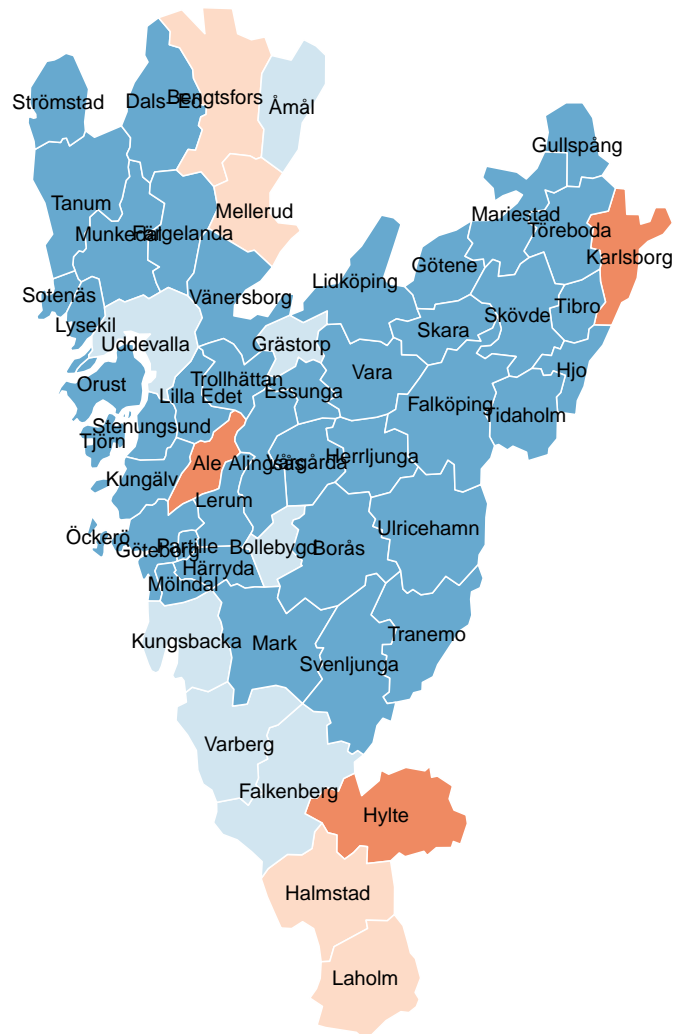 Strömstad
Dals-Ed
Bengtsfors
Åmål
Gullspång
Tanum
Mellerud
Mariestad
Töreboda
Munkedal
Färgelanda
Karlsborg
Götene
Lidköping
Sotenäs
Vänersborg
Tibro
Lysekil
Skövde
Skara
Uddevalla
Grästorp
Hjo
Vara
Orust
Trollhättan
Essunga
Lilla Edet
Falköping
Tidaholm
Stenungsund
Tjörn
Ale
Alingsås
Vårgårda
Herrljunga
Kungälv
Lerum
Ulricehamn
Öckerö
Göteborg
Partille
Bollebygd
Borås
Härryda
Mölndal
Kungsbacka
Mark
Tranemo
Svenljunga
Varberg
Falkenberg
Hylte
Halmstad
Laholm